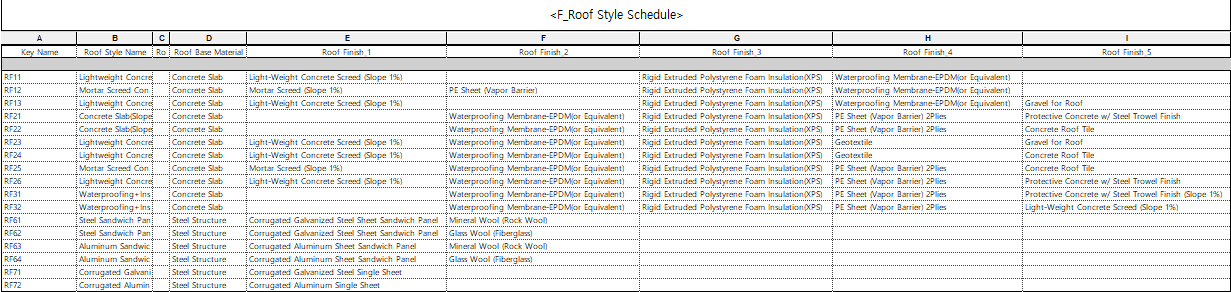 <F_Roof Style Schedule>
A B C D E F G H I
Key Name Roof Style Name Ro Roof Base Material Roof Finish_1 Roof Finish_2 Roof Finish_3 Roof Finish_4 Roof Finish_5
RF11 Lightweight Concre Concrete Slab Light-Weight Concrete Screed (Slope 1%) Rigid Extruded Polystyrene Foam Insulation(XPS) Waterproofing Membrane-EPDM(or Equivalent)
RF12 Mortar Screed Con Concrete Slab Mortar Screed (Slope 1%) PE Sheet (Vapor Barrier) Rigid Extruded Polystyrene Foam Insulation(XPS) Waterproofing Membrane-EPDM(or Equivalent)
RF13 Lightweight Concre Concrete Slab Light-Weight Concrete Screed (Slope 1%) Rigid Extruded Polystyrene Foam Insulation(XPS) Waterproofing Membrane-EPDM(or Equivalent) Gravel for Roof
RF21 Concrete Slab(Slope Concrete Slab Waterproofing Membrane-EPDM(or Equivalent) Rigid Extruded Polystyrene Foam Insulation(XPS) PE Sheet (Vapor Barrier) 2Plies Protective Concrete w/ Steel Trowel Finish
RF22 Concrete Slab(Slope Concrete Slab Waterproofing Membrane-EPDM(or Equivalent) Rigid Extruded Polystyrene Foam Insulation(XPS) PE Sheet (Vapor Barrier) 2Plies Concrete Roof Tile
RF23 Lightweight Concre Concrete Slab Light-Weight Concrete Screed (Slope 1%) Waterproofing Membrane-EPDM(or Equivalent) Rigid Extruded Polystyrene Foam Insulation(XPS) Geotextile Gravel for Roof
RF24 Lightweight Concre Concrete Slab Light-Weight Concrete Screed (Slope 1%) Waterproofing Membrane-EPDM(or Equivalent) Rigid Extruded Polystyrene Foam Insulation(XPS) Geotextile Concrete Roof Tile
RF25 Mortar Screed Con Concrete Slab Mortar Screed (Slope 1%) Waterproofing Membrane-EPDM(or Equivalent) Rigid Extruded Polystyrene Foam Insulation(XPS) PE Sheet (Vapor Barrier) 2Plies Concrete Roof Tile
RF26 Lightweight Concre Concrete Slab Light-Weight Concrete Screed (Slope 1%) Waterproofing Membrane-EPDM(or Equivalent) Rigid Extruded Polystyrene Foam Insulation(XPS) PE Sheet (Vapor Barrier) 2Plies Protective Concrete w/ Steel Trowel Finish
RF31 Waterproofing+Ins Concrete Slab Waterproofing Membrane-EPDM(or Equivalent) Rigid Extruded Polystyrene Foam Insulation(XPS) PE Sheet (Vapor Barrier) 2Plies Protective Concrete w/ Steel Trowel Finish (Slope 1%)
RF32 Waterproofing+Ins Concrete Slab Waterproofing Membrane-EPDM(or Equivalent) Rigid Extruded Polystyrene Foam Insulation(XPS) PE Sheet (Vapor Barrier) 2Plies Light-Weight Concrete Screed (Slope 1%)
RF61 Steel Sandwich Pan Steel Structure Corrugated Galvanized Steel Sheet Sandwich Panel Mineral Wool (Rock Wool)
RF62 Steel Sandwich Pan Steel Structure Corrugated Galvanized Steel Sheet Sandwich Panel Glass Wool (Fiberglass)
RF63 Aluminum Sandwic Steel Structure Corrugated Aluminum Sheet Sandwich Panel Mineral Wool (Rock Wool)
RF64 Aluminum Sandwic Steel Structure Corrugated Aluminum Sheet Sandwich Panel Glass Wool (Fiberglass)
RF71 Corrugated Galvani Steel Structure Corrugated Galvanized Steel Single Sheet
RF72 Corrugated Alumin Steel Structure Corrugated Aluminum Single Sheet